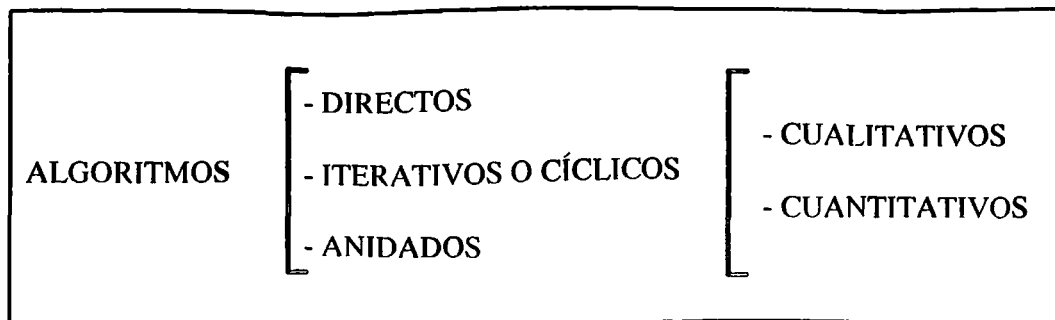 - DIRECTOS
- CUALITATIVOS
ALGORITMOS
- ITERATIVOS O CÍCLICOS
- CUANTITATIVOS
- ANIDADOS